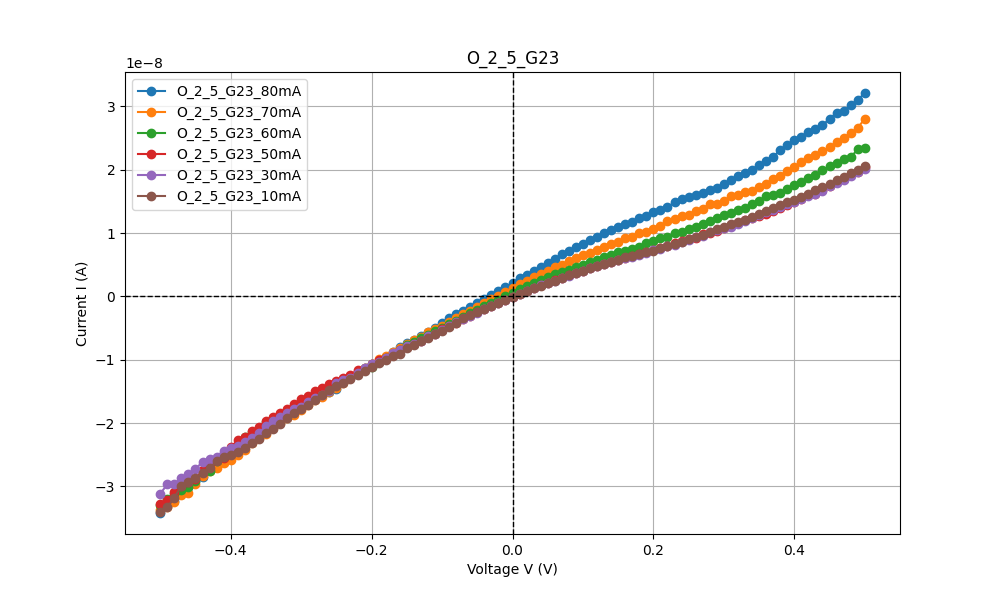 O_2_5_G23
1e−8
O_2_5_G23_80mA
O_2_5_G23_70mA
O_2_5_G23_60mA
O_2_5_G23_50mA
O_2_5_G23_30mA
O_2_5_G23_10mA
3
2
1
0
−1
−2
−3
Current I (A)
−0.4
−0.2
0.0
0.2
0.4
Voltage V (V)